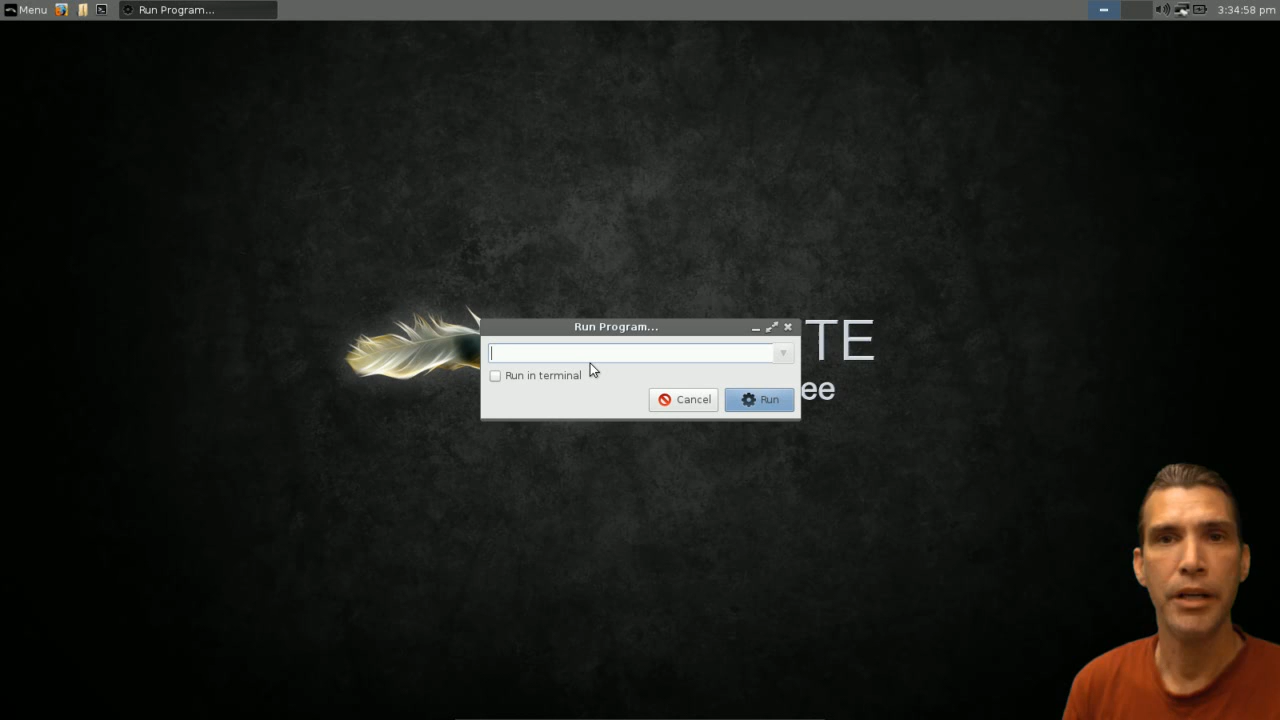 Menu Run Program... 3:34:58 pm
Run Program...
TE
Run in terminal
ee
Cancel Run